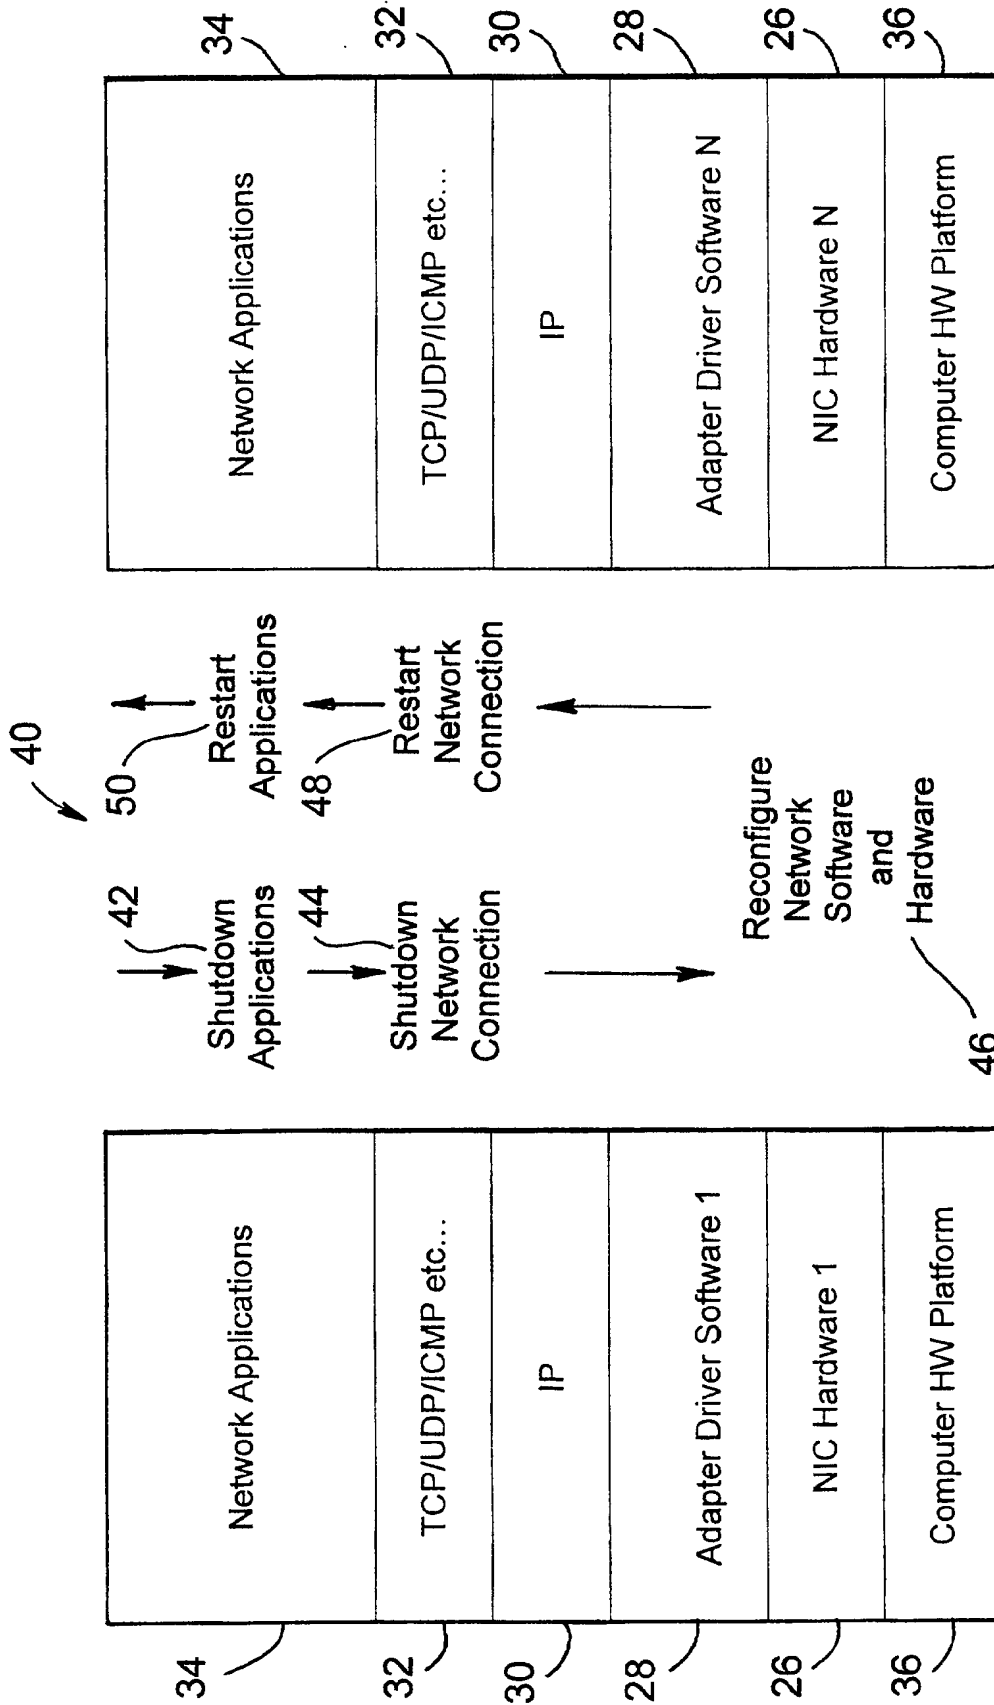 40
34
Network Applications
32
TCP/UDP/ICMP etc...
30
IP
28
Adapter Driver Software 1
26
NIC Hardware 1
36
Computer HW Platform
42
Shutdown
Applications
44
Shutdown
Network
Connection
Reconfigure
Network
Software
and
Hardware
46
50
Restart
Applications
48
Restart
Network
Connection
Network Applications
34
TCP/UDP/ICMP etc...
32
IP
30
Adapter Driver Software N
28
NIC Hardware N
26
Computer HW Platform
36